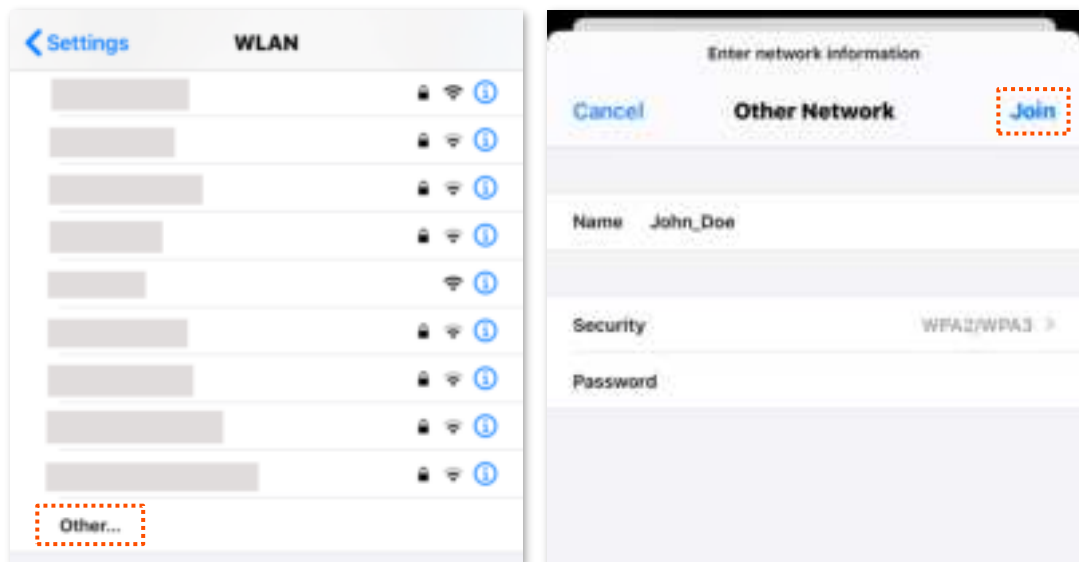 Settings
WLAN
Other...
Enter network information
Cancel
Other Network
Join
Name John_Doe
Security WPA2/WPA3
Password